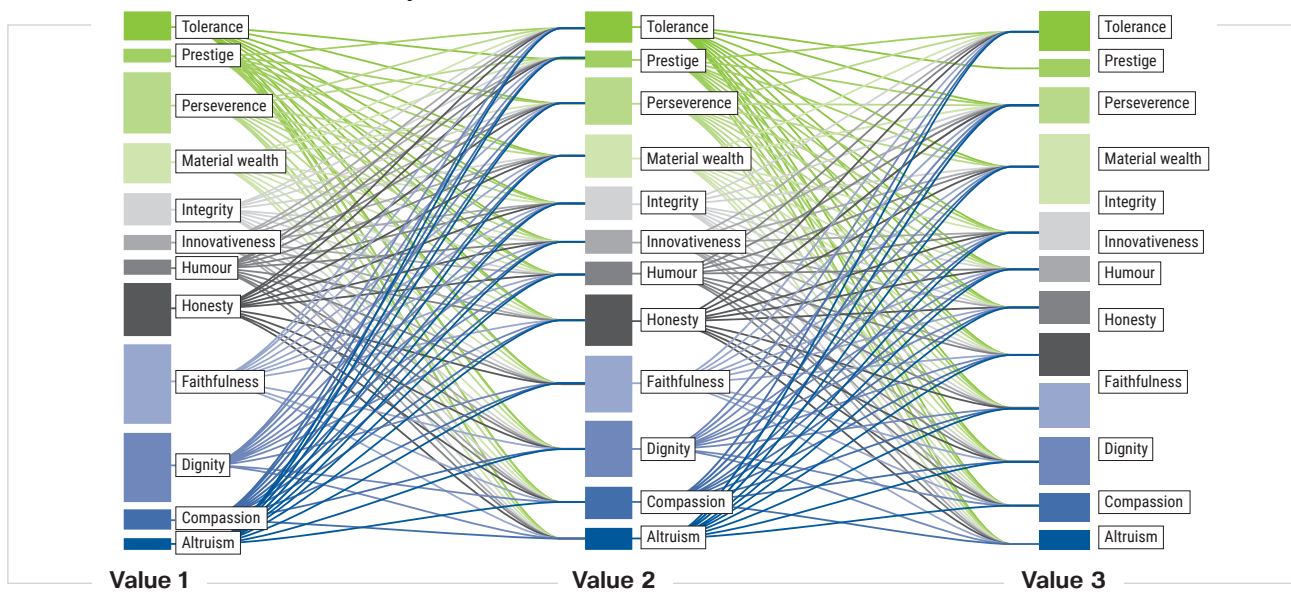 Tolerance
Prestige
Perseverence
Material wealth
Integrity
Innovativeness
Humour
Honesty
Faithfulness
Dignity
Compassion
Altruism
Value 1
Tolerance
Prestige
Perseverence
Material wealth
Integrity
Innovativeness
Humour
Honesty
Faithfulness
Dignity
Compassion
Altruism
Value 2
Tolerance
Prestige
Perseverence
Material wealth
Integrity
Innovativeness
Humour
Honesty
Faithfulness
Dignity
Compassion
Altruism
Value 3